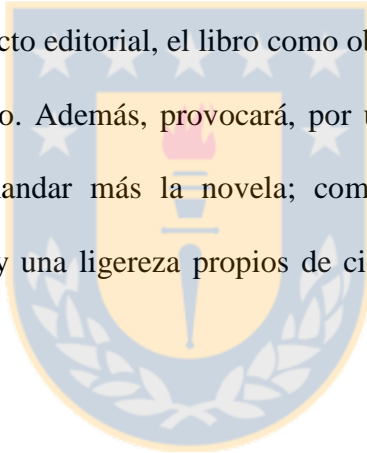 cto editorial, el libro como ob
o. Además, provocará, por u
andar más la novela; com
y una ligereza propios de ci